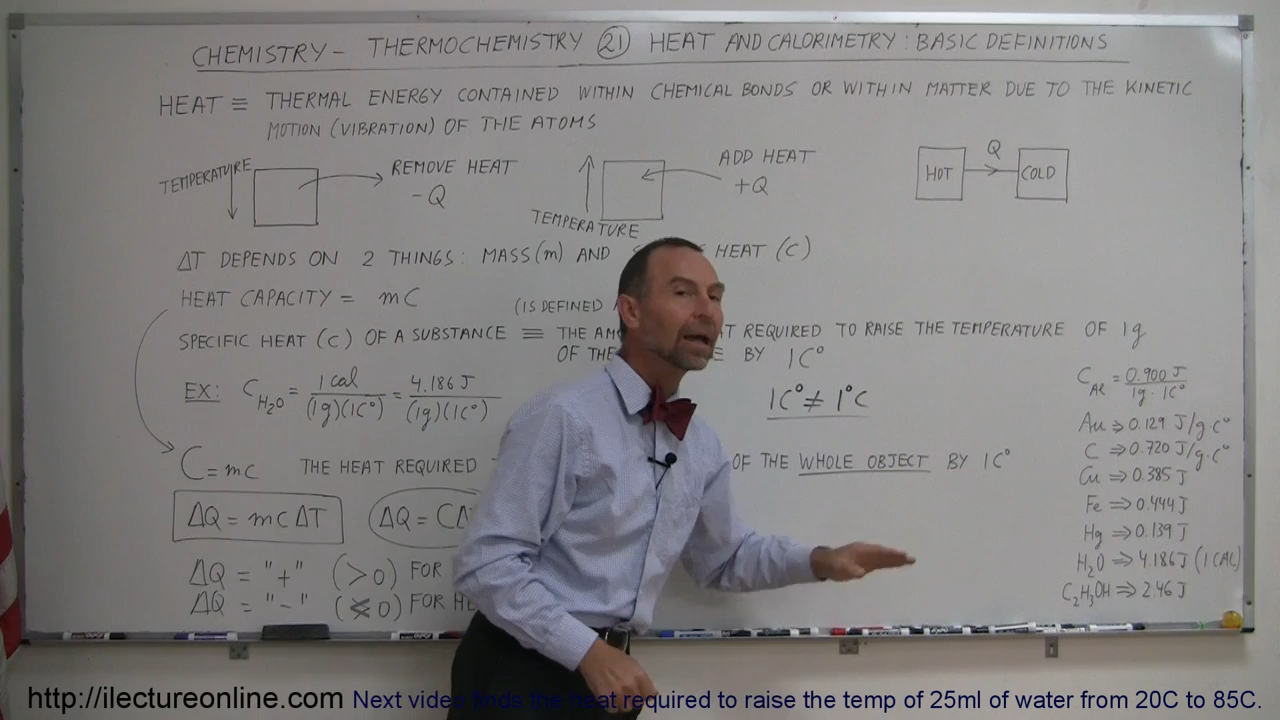 CHEMISTRY - THERMOCHEMISTRY 21 HEAT AND CALORIMETRY: BASIC DEFINITIONS
HEAT ≡ THERMAL ENERGY CONTAINED WITHIN CHEMICAL BONDS OR WITHIN MATTER DUE TO THE KINETIC
MOTION (VIBRATION) OF THE ATOMS
TEMPERATURE
REMOVE HEAT
-Q
TEMPERATURE
ADD HEAT
+Q
HOT Q COLD
ΔT DEPENDS ON 2 THINGS: MASS (m) AND HEAT (C)
HEAT CAPACITY = mC
(IS DEFINED
SPECIFIC HEAT (C) OF A SUBSTANCE ≡ THE REQUIRED TO RAISE THE TEMPERATURE OF 1g
OF BY 1C°
EX: C_H2O = 1 cal / (1g)(1C°) = 4.186 J / (1g)(1C°)
1C° ≠ 1°C
C = mc THE HEAT REQUIRED OF THE WHOLE OBJECT BY 1C°
ΔQ = mcΔT ΔQ = CΔ
ΔQ = "+" (>0) FOR
ΔQ = "-" (<0) FOR
C_Al = 0.900 J / 1g · 1C°
Au ⇒ 0.129 J/g C°
C ⇒ 0.720 J/g·C°
Cu ⇒ 0.385 J
Fe ⇒ 0.444 J
Hg ⇒ 0.139 J
H2O ⇒ 4.186 J (1 CAL)
C2H5OH ⇒ 2.46 J
http://ilectureonline.com Next video finds the heat required to raise the temp of 25ml of water from 20C to 85C.